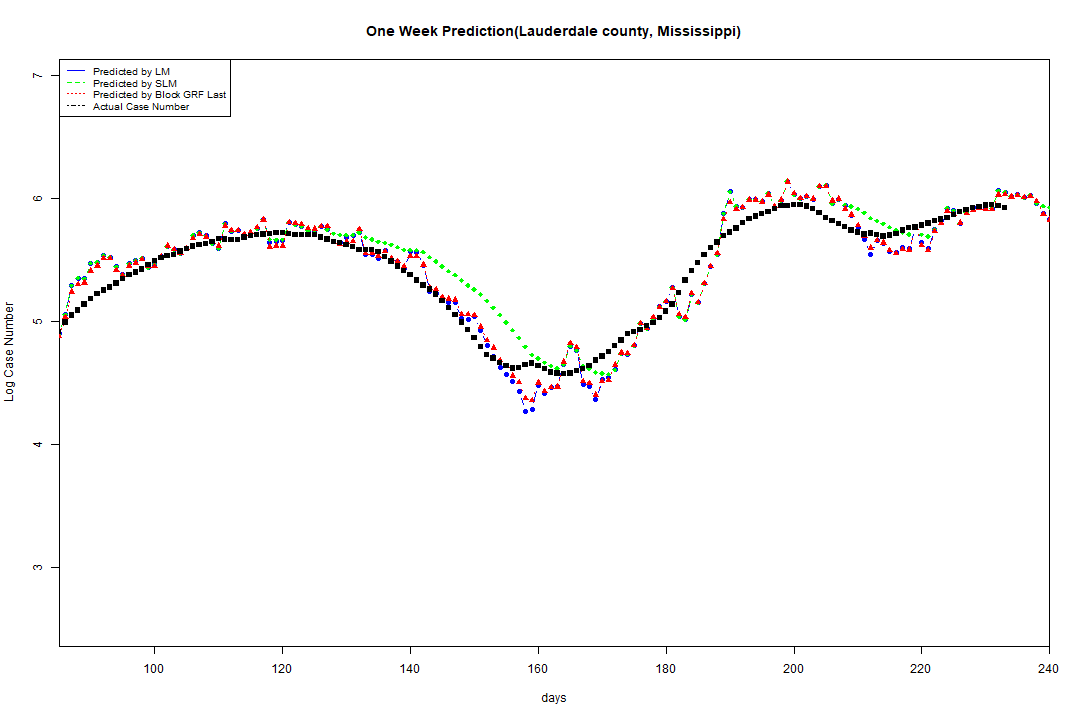 One Week Prediction(Lauderdale county, Mississippi)
Predicted by LM
Predicted by SLM
Predicted by Block GRF Last
Actual Case Number
Log Case Number
7
6
5
4
3
100 120 140 160 180 200 220 240
days